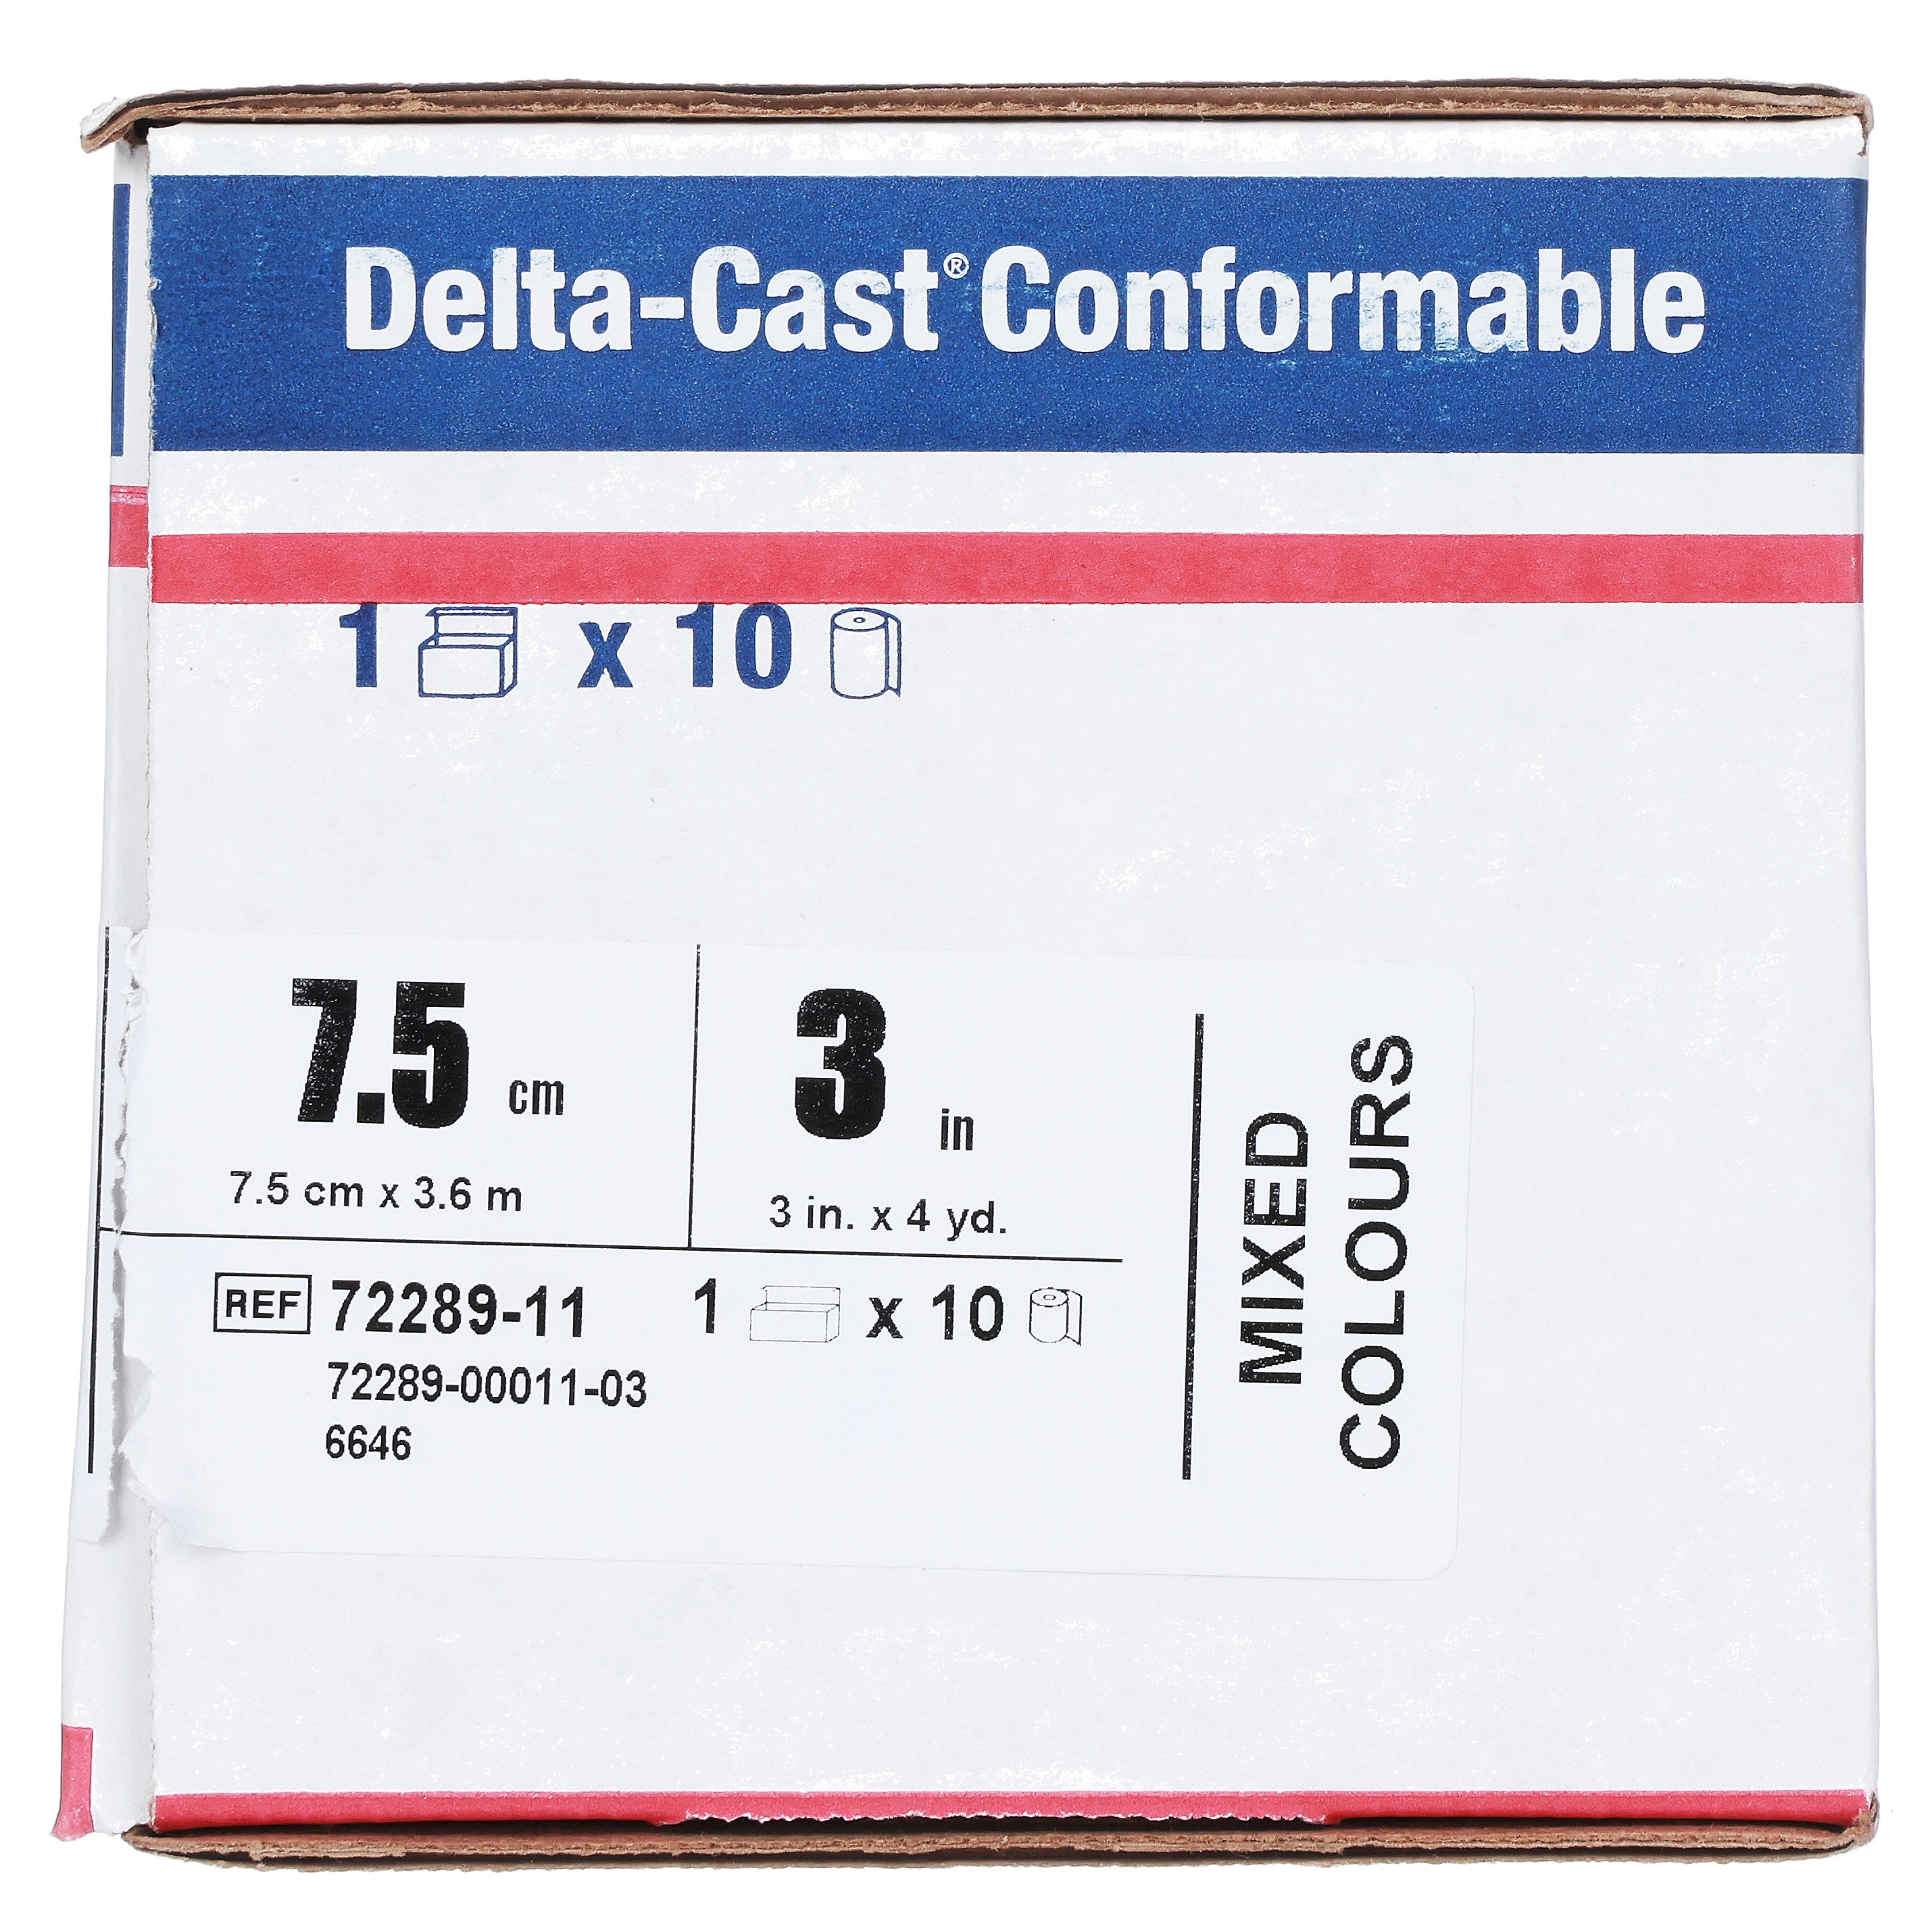 Delta-Cast® Conformable
1 x 10
7.5 cm
7.5 cm x 3.6 m
3 in
3 in. x 4 yd.
REF 72289-11 1 x 10
72289-00011-03
6646
MIXED
COLOURS